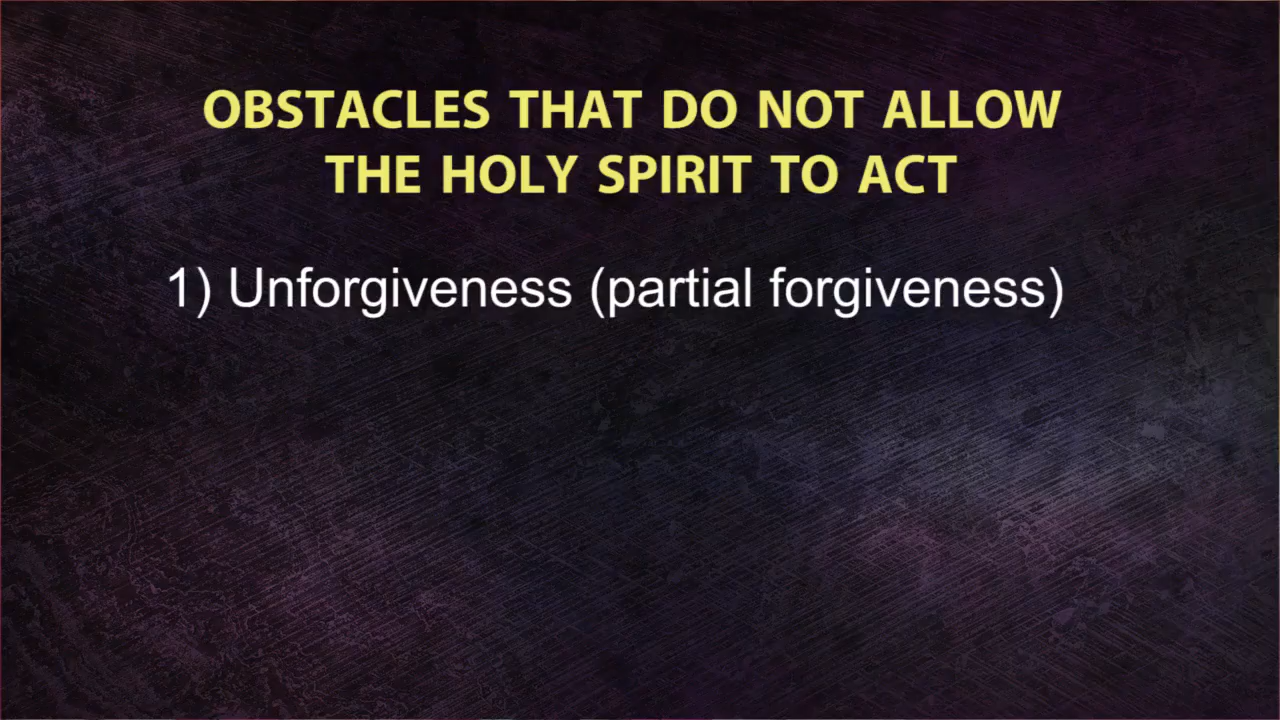 OBSTACLES THAT DO NOT ALLOW
THE HOLY SPIRIT TO ACT
1) Unforgiveness (partial forgiveness)